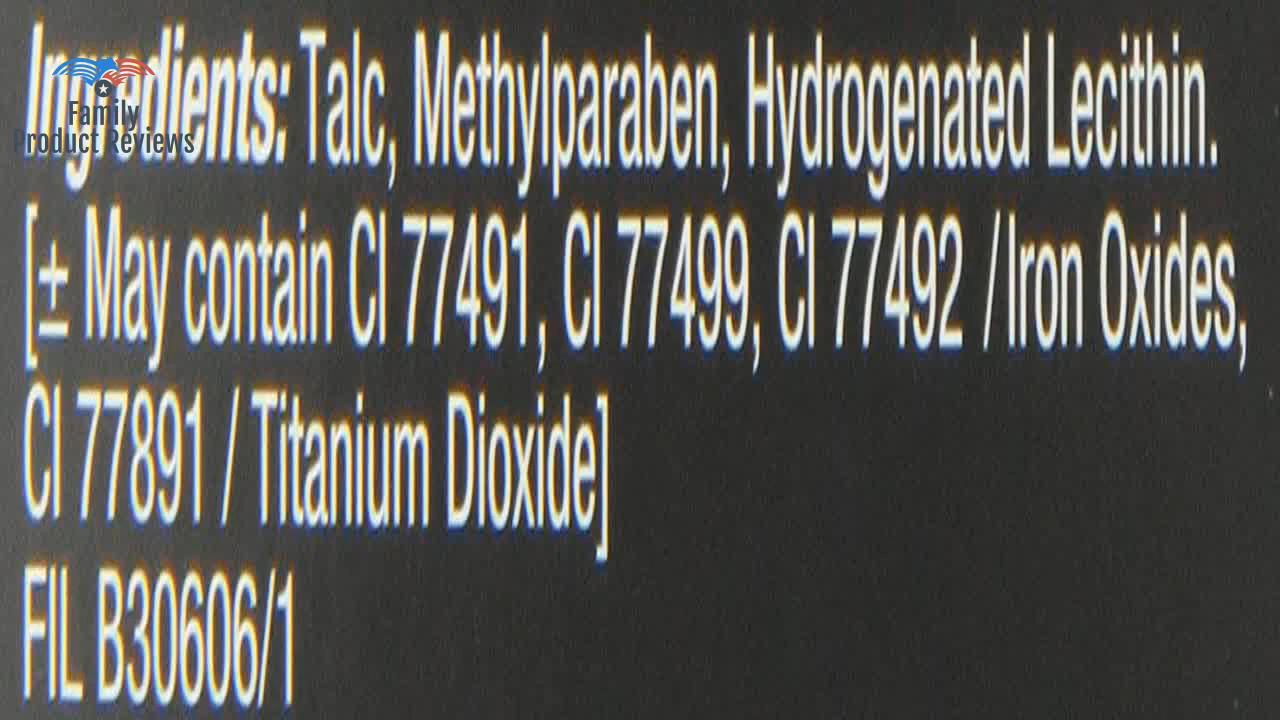 Ingredients: Talc, Methylparaben, Hydrogenated Lecithin.
Family
Product Reviews
[± May contain CI 77491, CI 77499, CI 77492 / Iron Oxides,
CI 77891 / Titanium Dioxide]
FIL B30606/1